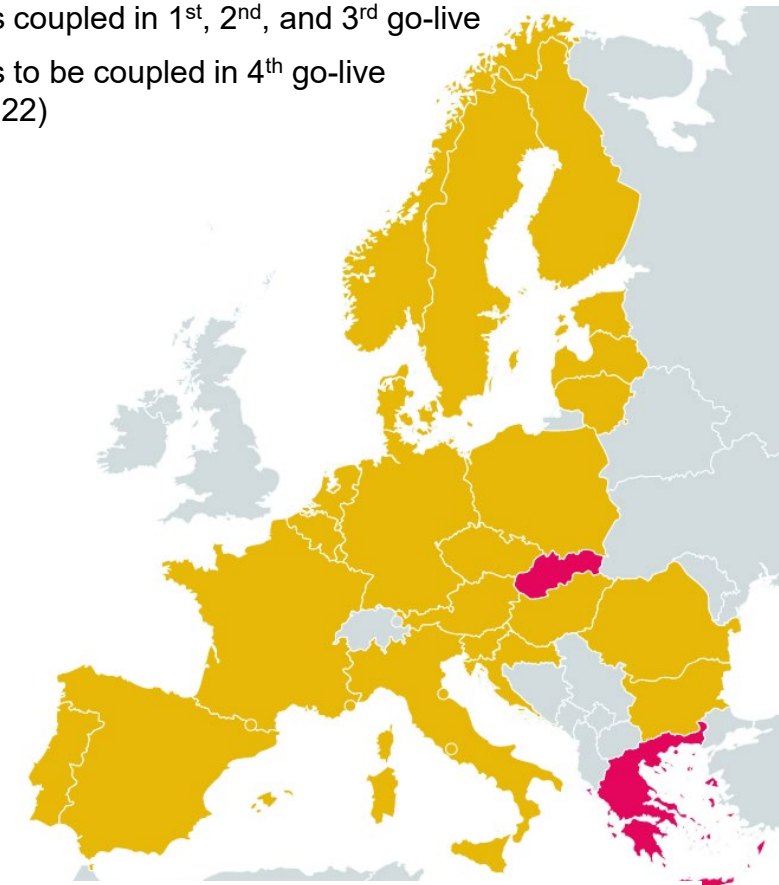 s coupled in 1st, 2nd, and 3rd go-live
s to be coupled in 4th go-live
22)